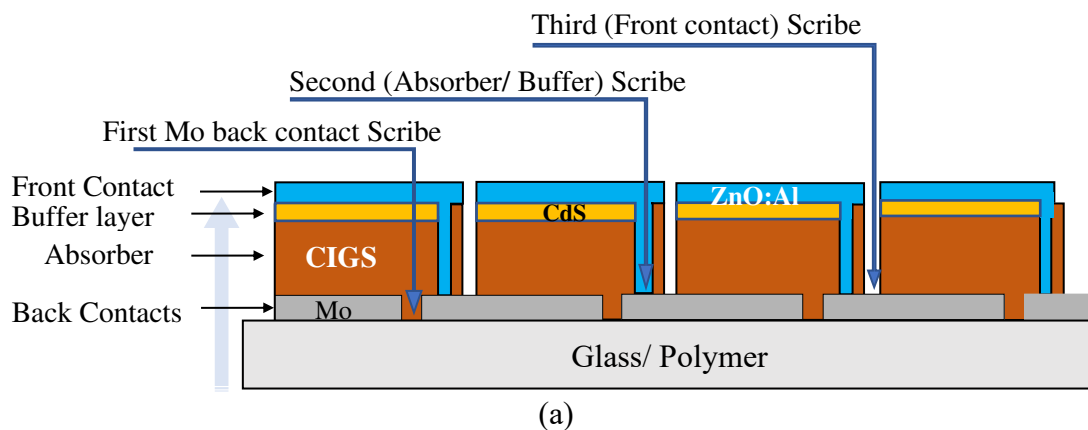 Third (Front contact) Scribe
Second (Absorber/ Buffer) Scribe
First Mo back contact Scribe
Front Contact
ZnO:Al
Buffer layer
CdS
Absorber
CIGS
Back Contacts
Mo
Glass/ Polymer
(a)